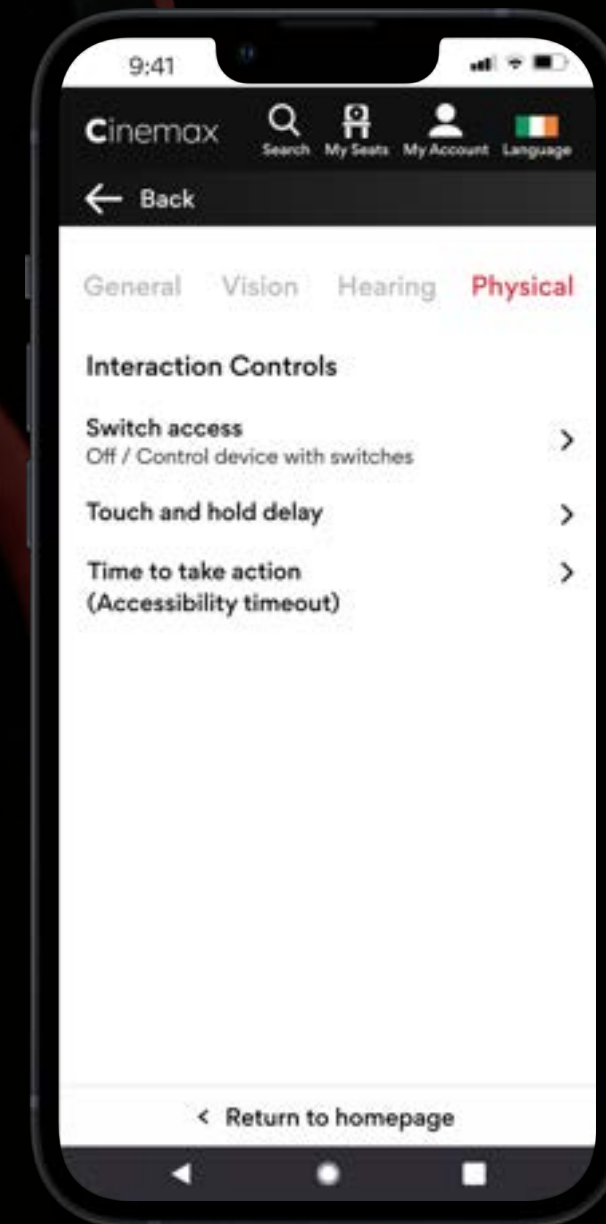 9:41
Cinemax
Search My Seats My Account Language
Back
General Vision Hearing Physical
Interaction Controls
Switch access
Off / Control device with switches
Touch and hold delay
Time to take action
(Accessibility timeout)
< Return to homepage